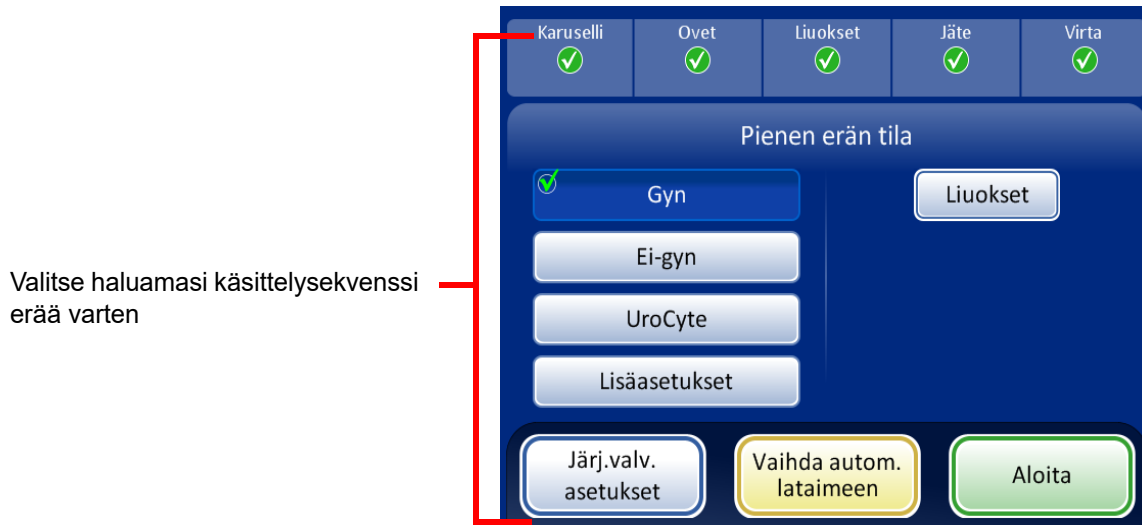 Karuselli
Ovet
Liuokset
Jäte
Virta
Pienen erän tila
Gyn
Liuokset
Ei-gyn
UroCyte
Lisäasetukset
Valitse haluamasi käsittelysekvenssi
erää varten
Järj.valv.
asetukset
Vaihda autom.
lataimeen
Aloita